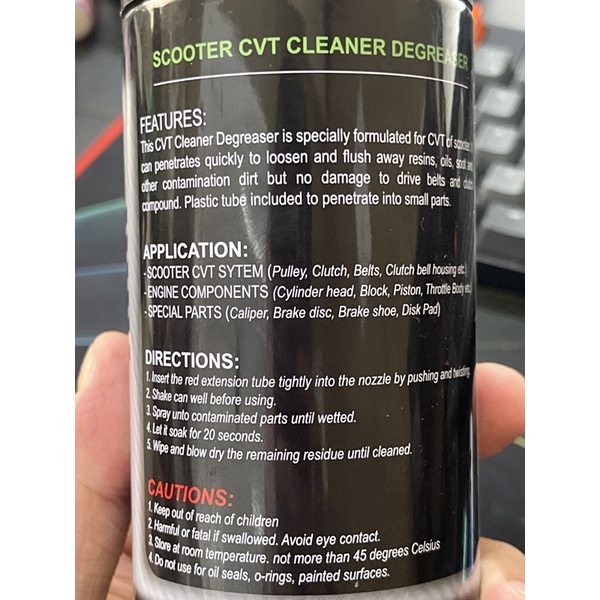 SCOOTER CVT CLEANER DEGREASER
FEATURES:
This CVT Cleaner Degreaser is specially formulated for CVT of scooter,
can penetrates quickly to loosen and flush away resins, oils, soot and
other contamination dirt but no damage to drive belts and clutch
compound. Plastic tube included to penetrate into small parts.
APPLICATION:
- SCOOTER CVT SYTEM (Pulley, Clutch, Belts, Clutch bell housing etc.)
- ENGINE COMPONENTS (Cylinder head, Block, Piston, Throttle Body etc.)
- SPECIAL PARTS (Caliper, Brake disc, Brake shoe, Disk Pad)
DIRECTIONS:
1. Insert the red extension tube tightly into the nozzle by pushing and twisting.
2. Shake can well before using.
3. Spray unto contaminated parts until wetted.
4. Let it soak for 20 seconds.
5. Wipe and blow dry the remaining residue until cleaned.
CAUTIONS:
1. Keep out of reach of children
2. Harmful or fatal if swallowed. Avoid eye contact.
3. Store at room temperature. not more than 45 degrees Celsius
4. Do not use for oil seals, o-rings, painted surfaces.